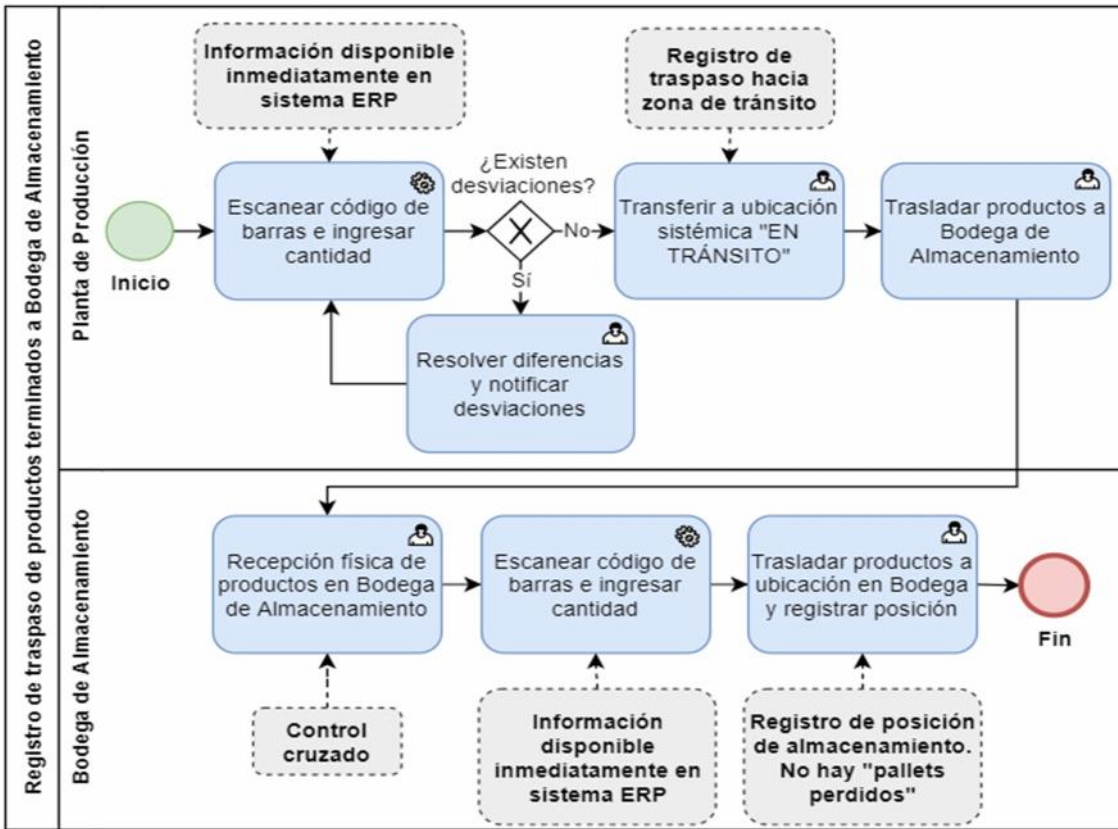 Registro de traspaso de productos terminados a Bodega de Almacenamiento
Planta de Producción
Información disponible
inmediatamente en
sistema ERP
Registro de
traspaso hacia
zona de tránsito
Inicio
Escanear código de
barras e ingresar
cantidad
¿Existen
desviaciones?
No
Sí
Transferir a ubicación
sistémica "EN
TRÁNSITO"
Trasladar productos a
Bodega de
Almacenamiento
Resolver diferencias
y notificar
desviaciones
Bodega de Almacenamiento
Recepción física de
productos en Bodega
de Almacenamiento
Escanear código de
barras e ingresar
cantidad
Trasladar productos a
ubicación en Bodega
y registrar posición
Fin
Control
cruzado
Información
disponible
inmediatamente en
sistema ERP
Registro de posición
de almacenamiento.
No hay "pallets
perdidos"